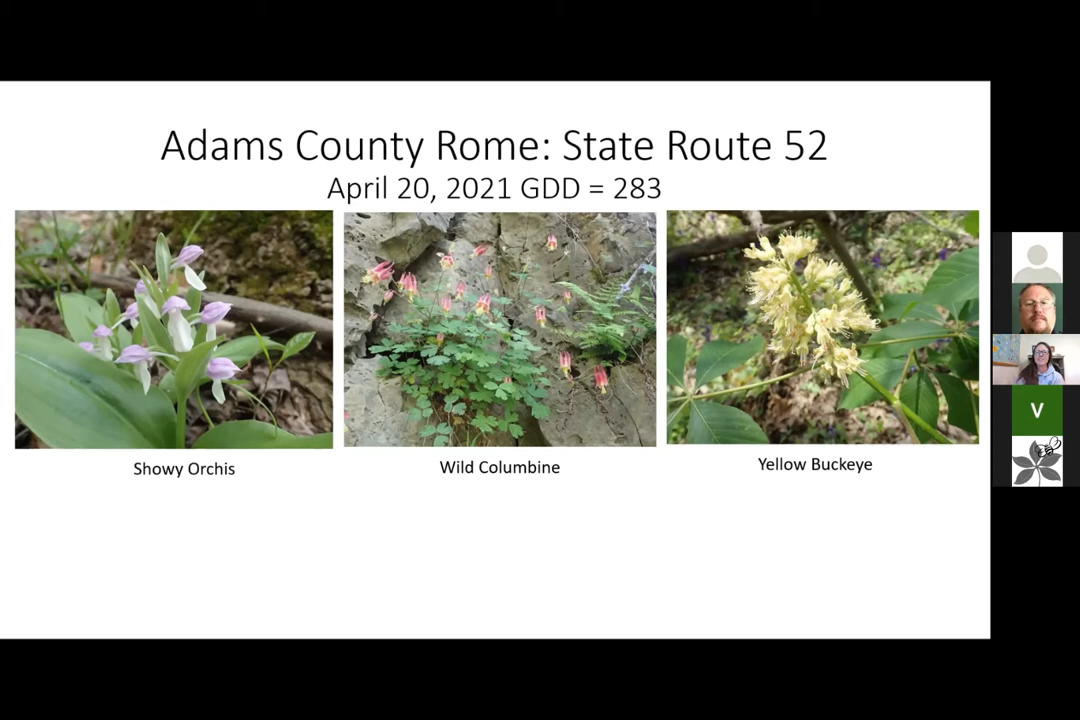 Adams County Rome: State Route 52
April 20, 2021 GDD = 283
Showy Orchis
Wild Columbine
Yellow Buckeye
V